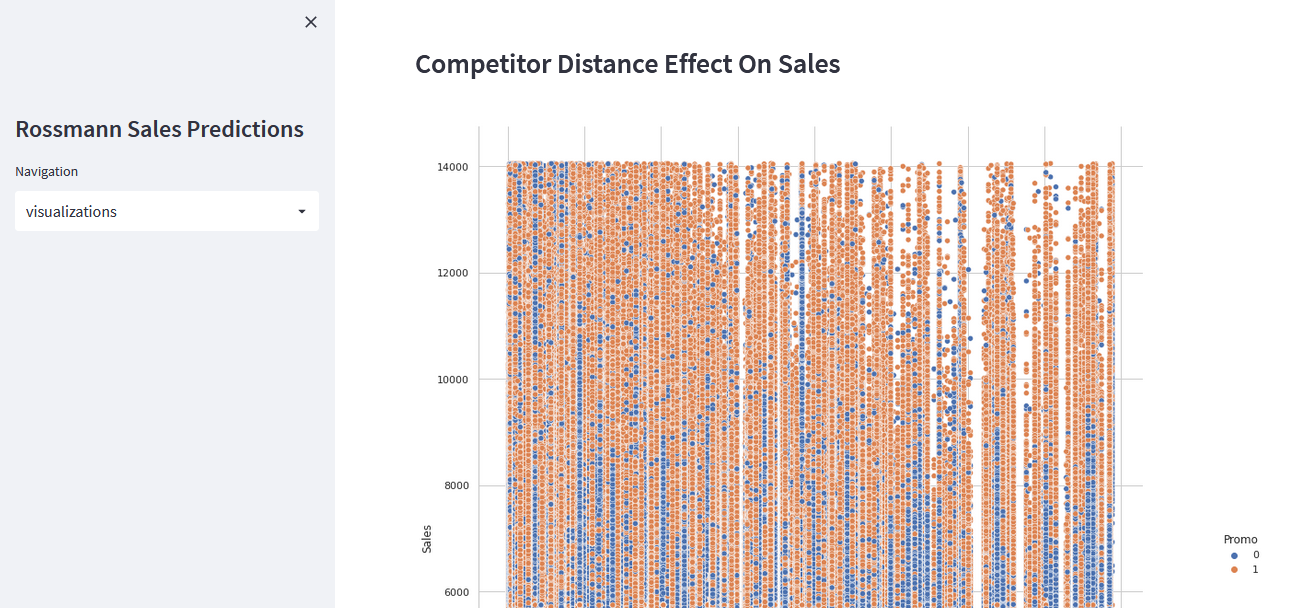 ×
Rossmann Sales Predictions
Navigation
visualizations
Competitor Distance Effect On Sales
14000
12000
10000
8000
6000
Sales
Promo
0
1